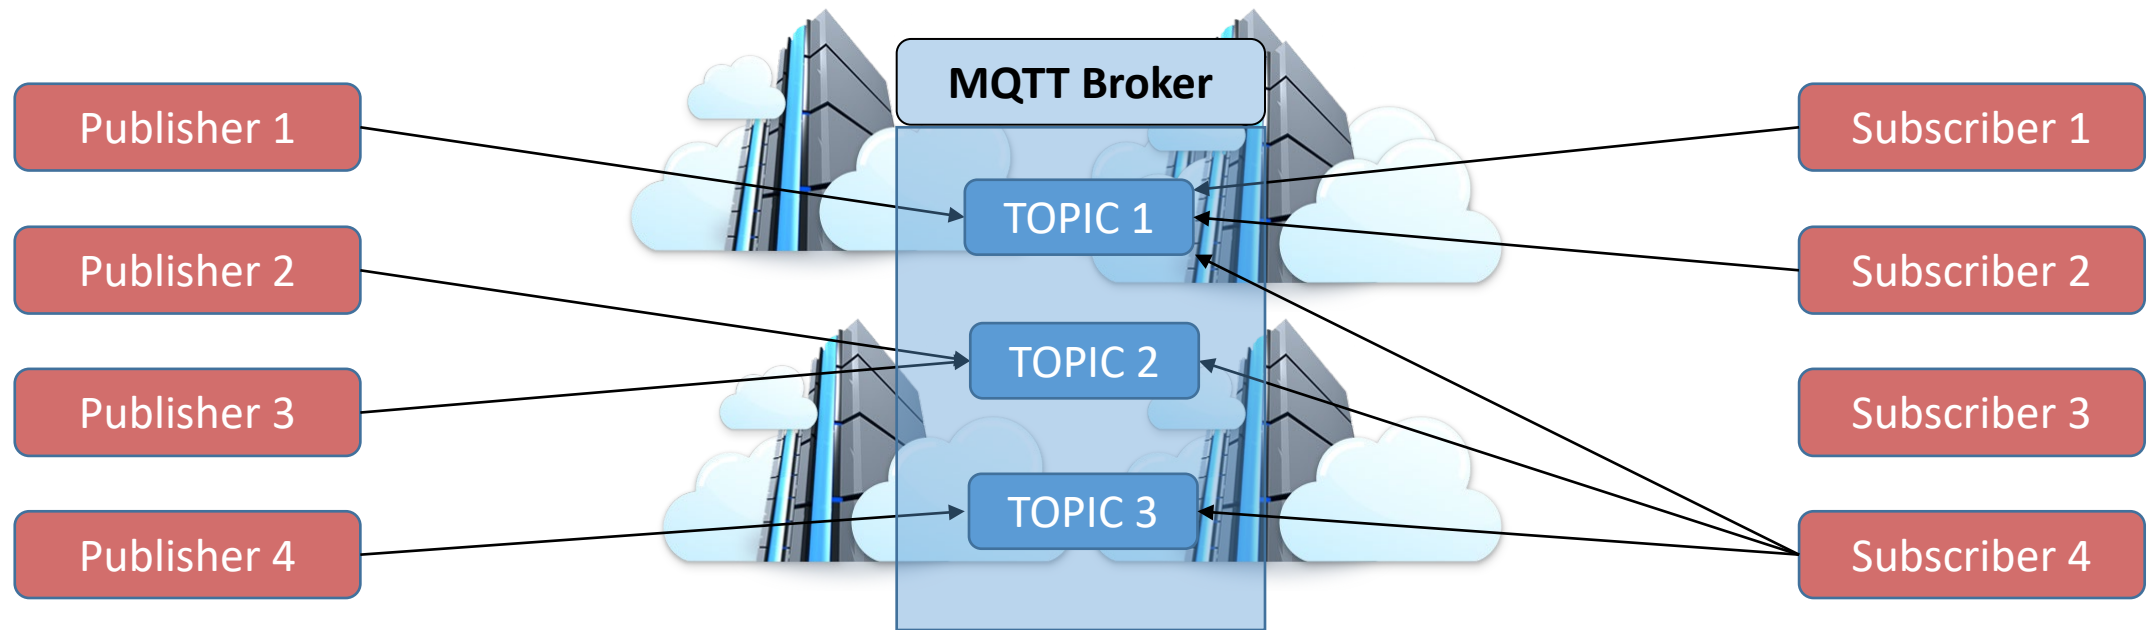 MQTT Broker
Publisher 1
Publisher 2
Publisher 3
Publisher 4
TOPIC 1
TOPIC 2
TOPIC 3
Subscriber 1
Subscriber 2
Subscriber 3
Subscriber 4